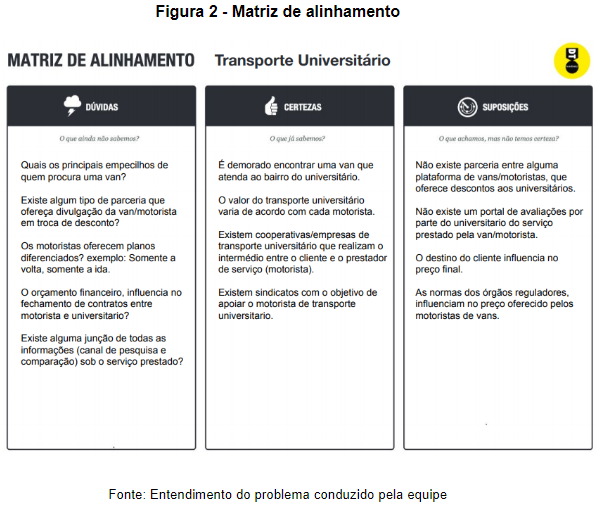 Figura 2 - Matriz de alinhamento
MATRIZ DE ALINHAMENTO
Transporte Universitário
DÚVIDAS
O que ainda não sabemos?
Quais os principais empecilhos de
quem procura uma van?
Existe algum tipo de parceria que
ofereça divulgação da van/motorista
em troca de desconto?
Os motoristas oferecem planos
diferenciados? exemplo: Somente a
volta, somente a ida.
O orçamento financeiro, influencia no
fechamento de contratos entre
motorista e universitario?
Existe alguma junção de todas as
informações (canal de pesquisa e
comparação) sob o serviço prestado?
CERTEZAS
O que já sabemos?
É demorado encontrar uma van que
atenda ao bairro do universitário.
O valor do transporte universitário
varia de acordo com cada motorista.
Existem cooperativas/empresas de
transporte universitário que realizam o
intermédio entre o cliente e o prestador
de serviço (motorista).
Existem sindicatos com o objetivo de
apoiar o motorista de transporte
universitario.
SUPOSIÇÕES
O que achamos, mas não temos certeza?
Não existe parceria entre alguma
plataforma de vans/motoristas, que
oferece descontos aos universitários.
Não existe um portal de avaliações por
parte do universitario do serviço
prestado pela van/motorista.
O destino do cliente influencia no
preço final.
As normas dos órgãos reguladores,
influenciam no preço oferecido pelos
motoristas de vans.
Fonte: Entendimento do problema conduzido pela equipe